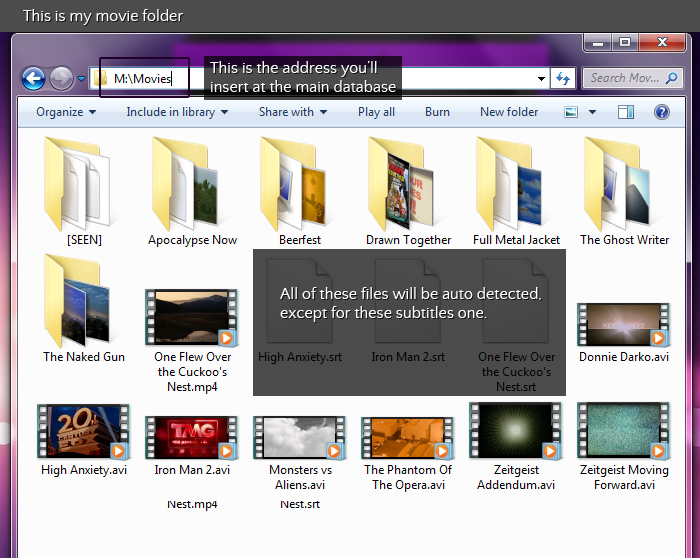 This is my movie folder
M:\Movies
This is the address you'll
insert at the main database
Search Mov...
Organize
Include in library
Share with
Play all
Burn
New folder
[SEEN]
Apocalypse Now
Beerfest
Drawn Together
Full Metal Jacket
The Ghost Writer
All of these files will be auto detected,
except for these subtitles one.
The Naked Gun
One Flew Over
the Cuckoo's
Nest.mp4
High Anxiety.srt
Iron Man 2.srt
One Flew Over
the Cuckoo's
Nest.srt
Donnie Darko.avi
High Anxiety.avi
Iron Man 2.avi
Monsters vs
Aliens.avi
The Phantom Of
The Opera.avi
Zeitgeist
Addendum.avi
Zeitgeist Moving
Forward.avi
20th
CENTURY
TMG
Nest.mp4
Nest.srt